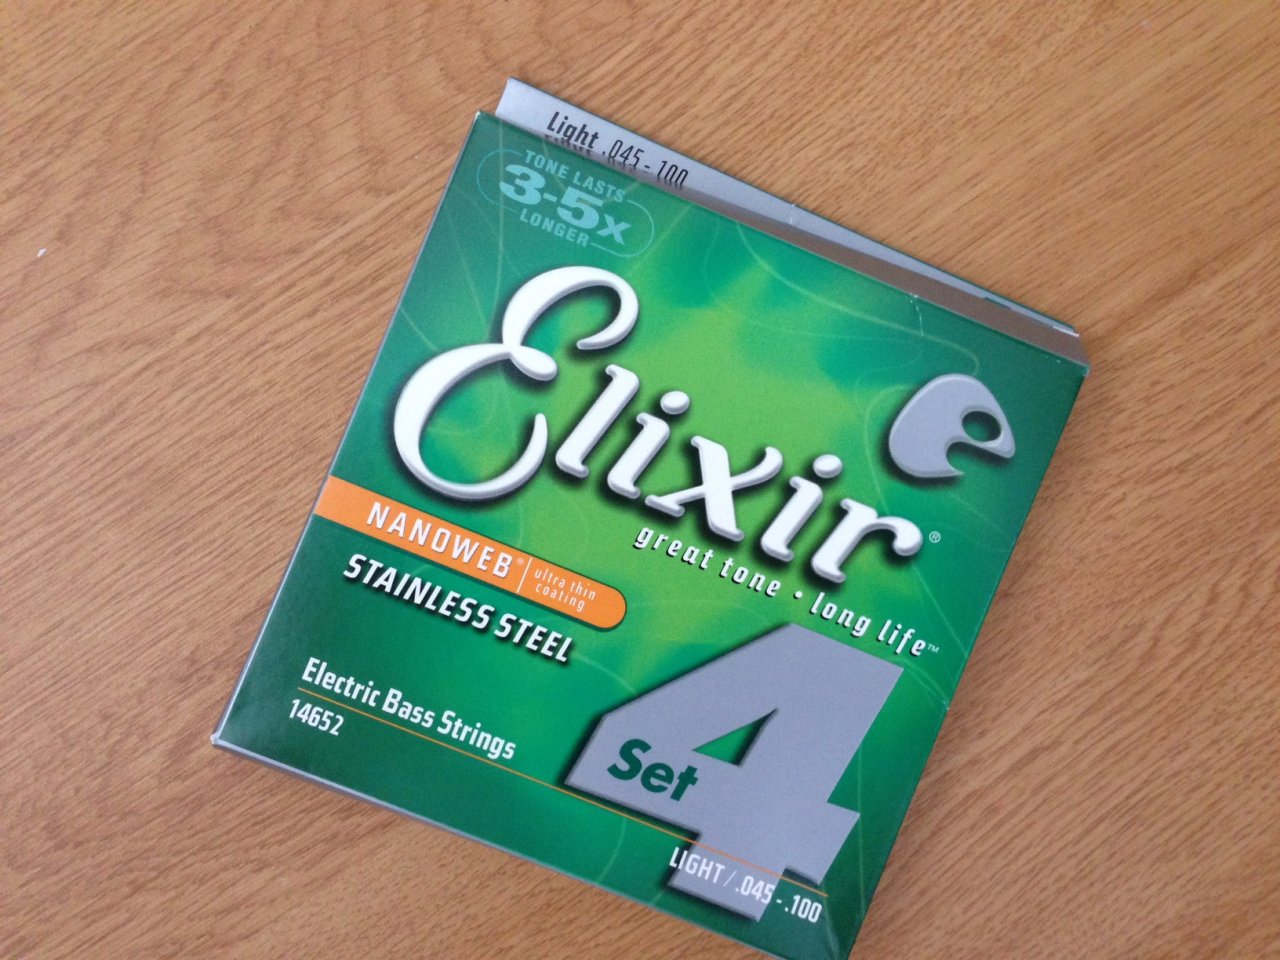 Light .045 - .100
TONE LASTS
3-5x
LONGER
e
Elixir®
great tone • long life™
NANOWEB® | ultra thin
coating
STAINLESS STEEL
Electric Bass Strings
14652
4
Set
LIGHT / .045 - .100